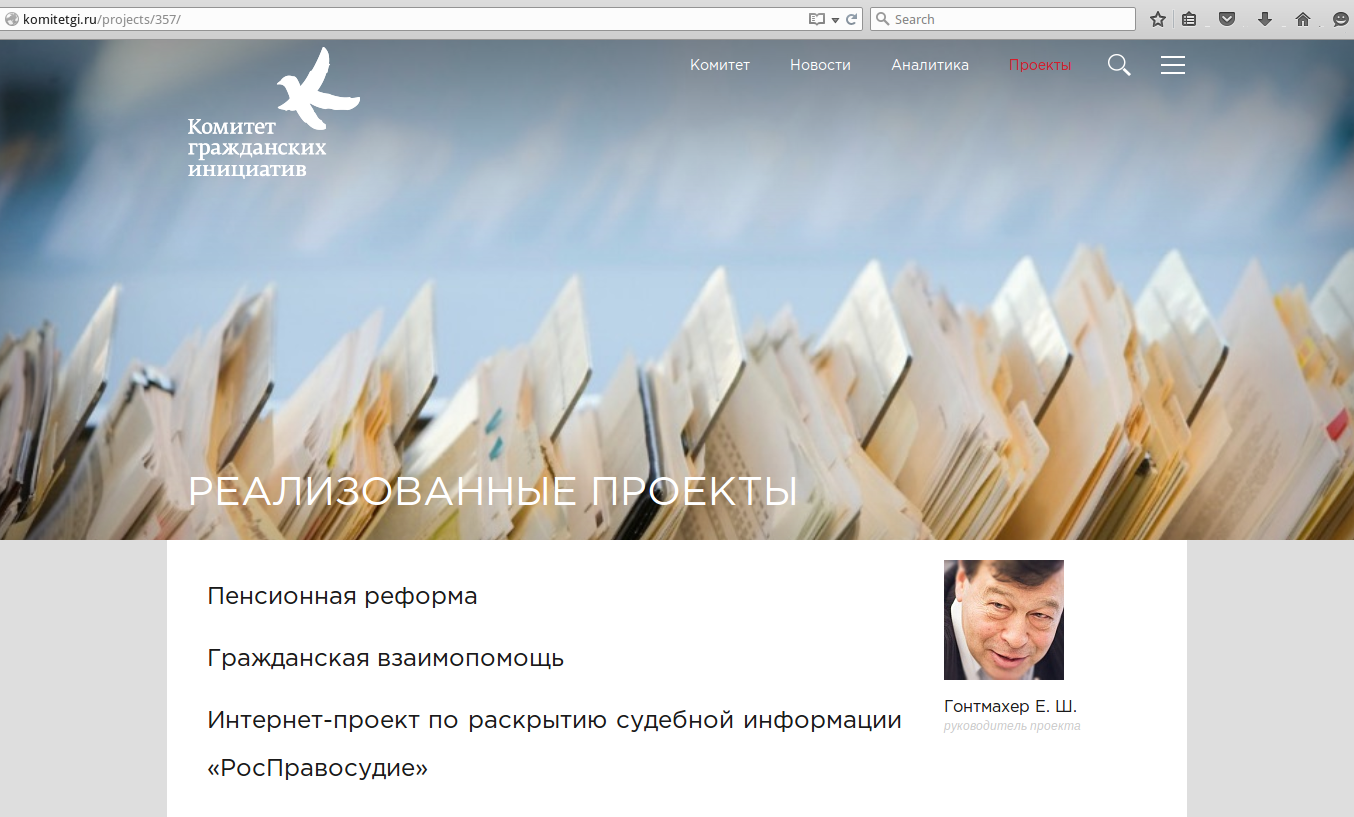 komitetgi.ru/projects/357/
Search
Комитет Новости Аналитика Проекты
Комитет
гражданских
инициатив
РЕАЛИЗОВАННЫЕ ПРОЕКТЫ
Пенсионная реформа
Гражданская взаимопомощь
Интернет-проект по раскрытию судебной информации
«РосПравосудие»
Гонтмахер Е. Ш.
руководитель проекта